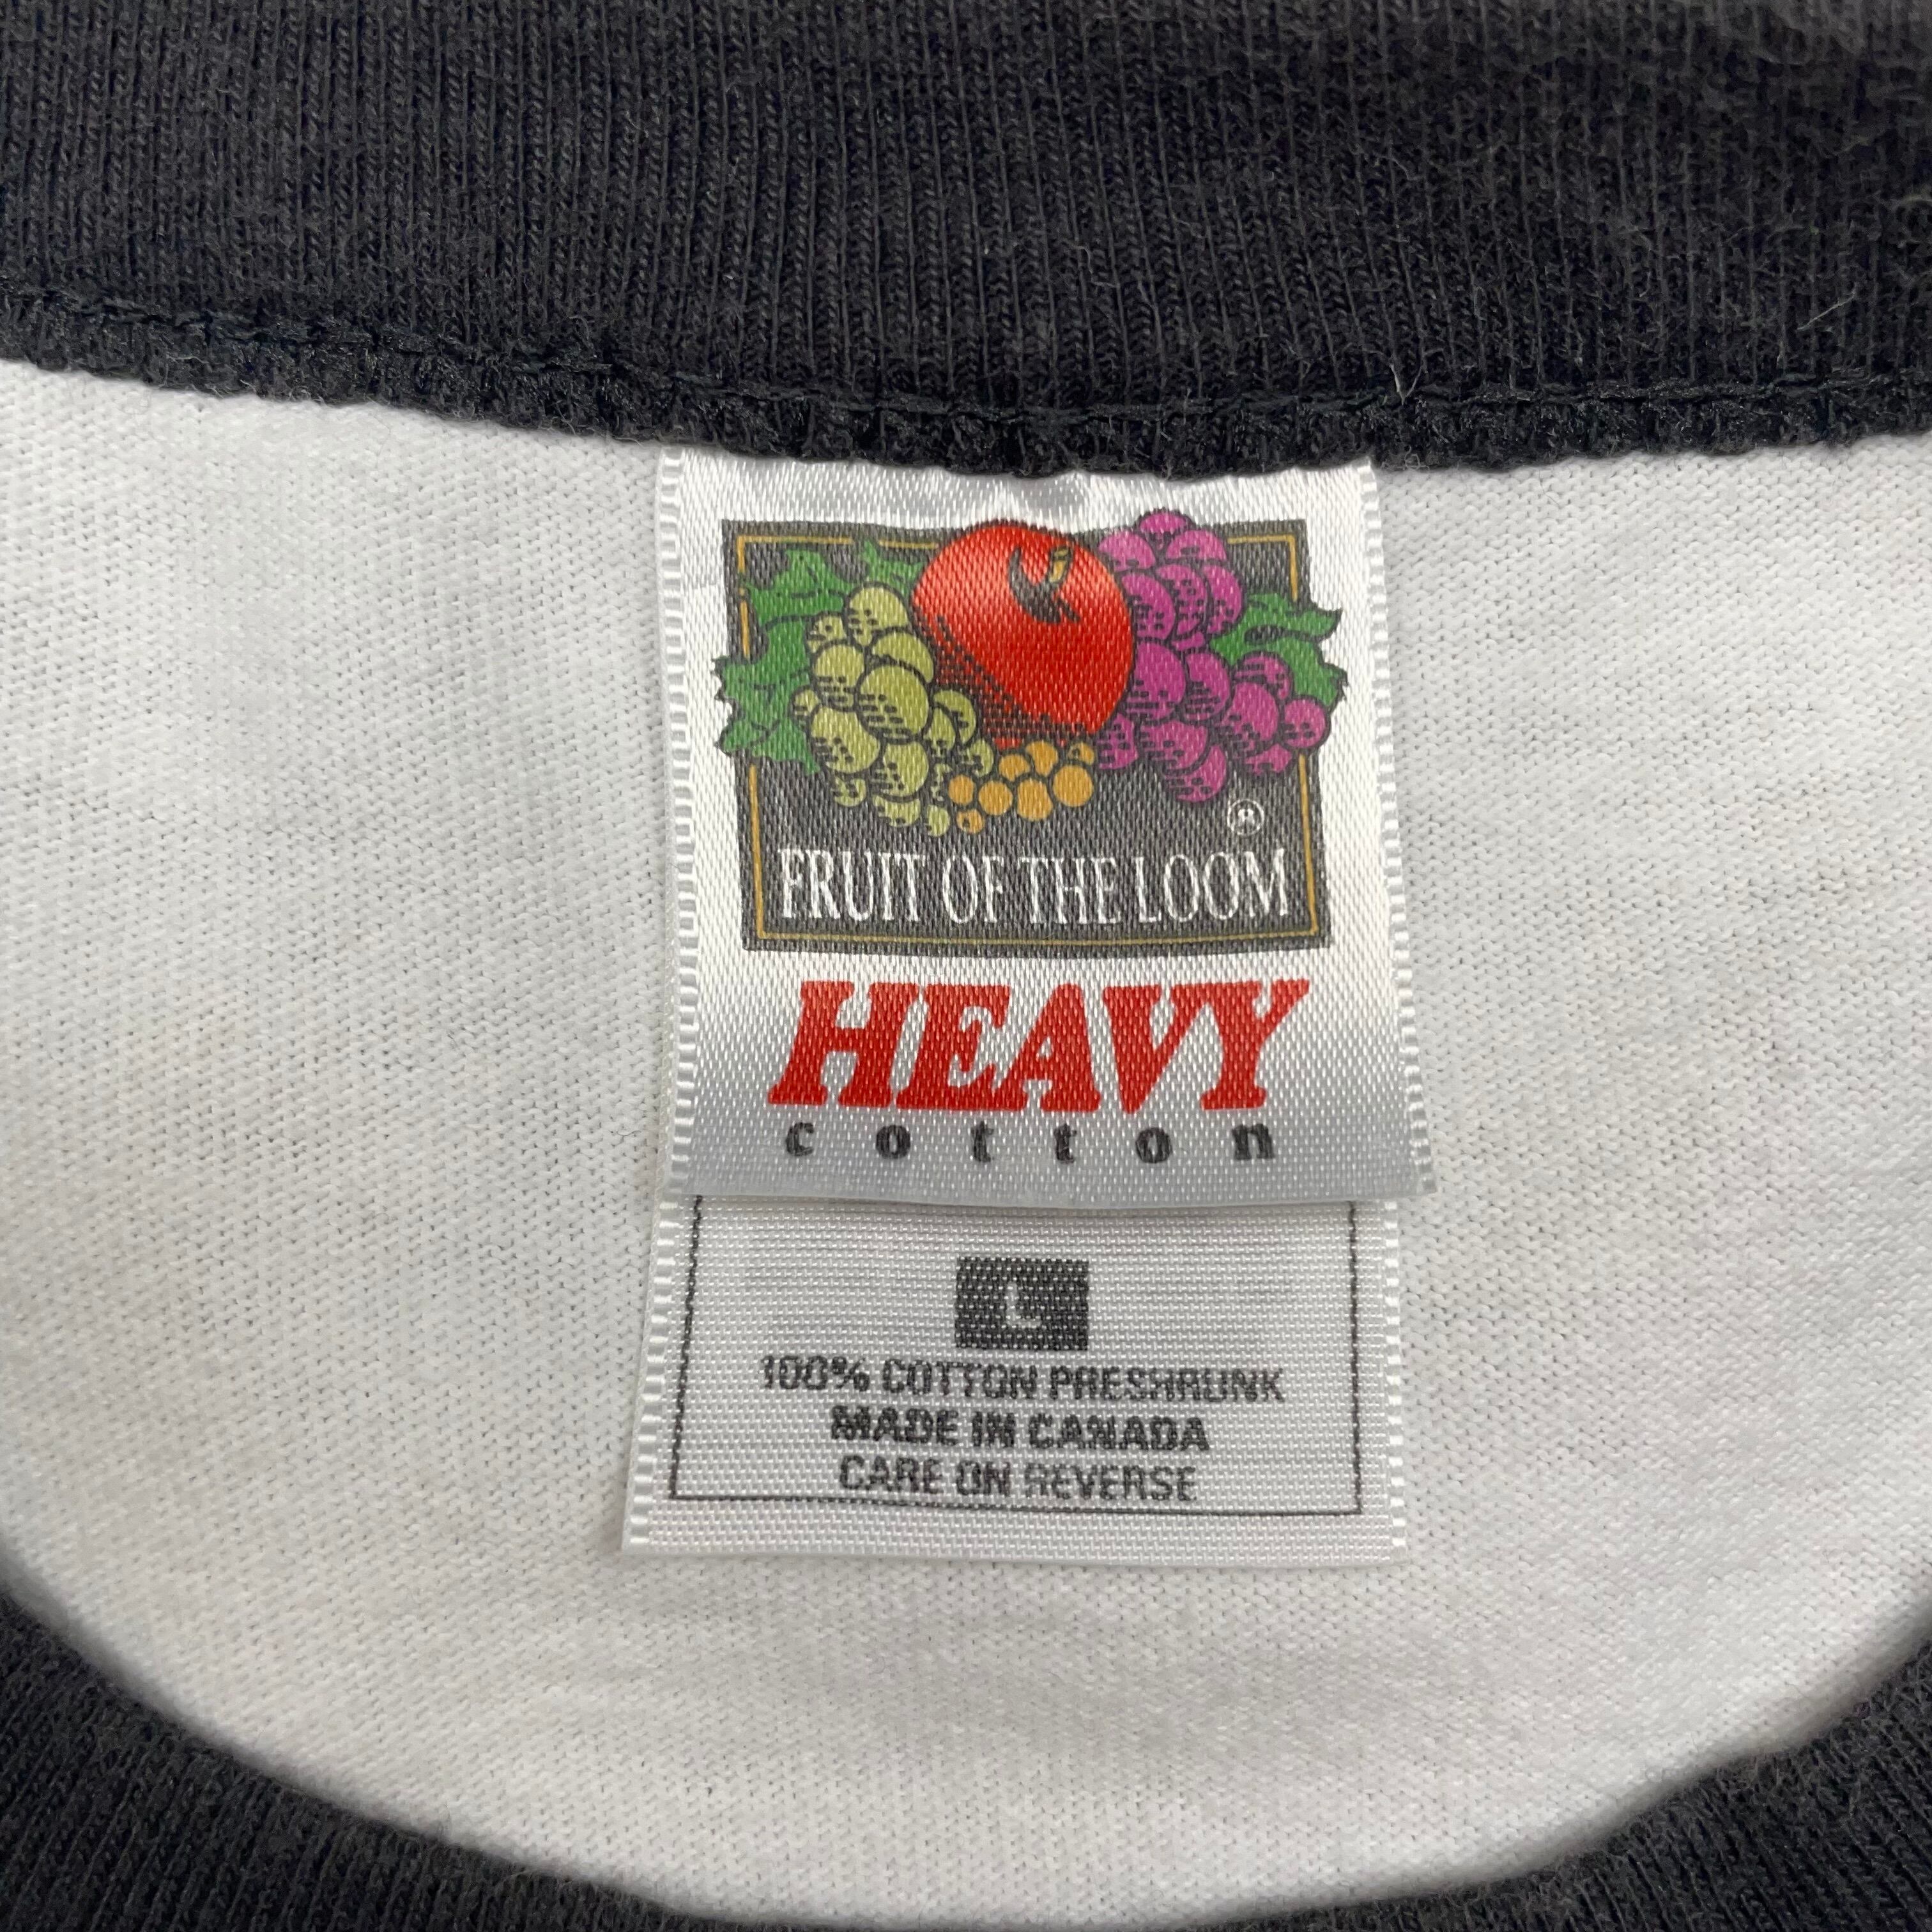 ®
FRUIT OF THE LOOM
HEAVY
cotton
L
100% COTTON PRESHRUNK
MADE IN CANADA
CARE ON REVERSE